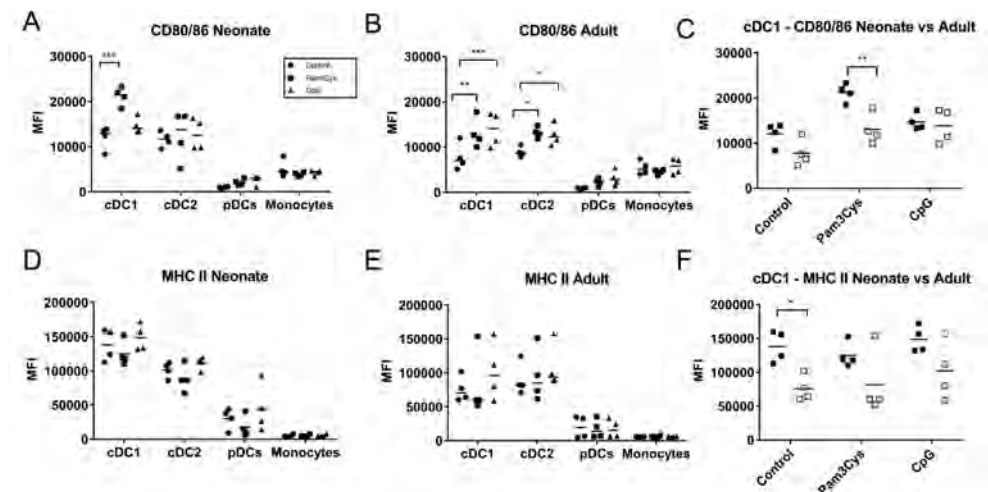 A
CD80/86 Neonate
30000
20000
10000
0
MFI
***
Control
Pam3Cys
CpG
cDC1
cDC2
pDCs
Monocytes
B
CD80/86 Adult
30000
20000
10000
0
MFI
***
**
*
*
cDC1
cDC2
pDCs
Monocytes
C
cDC1 - CD80/86 Neonate vs Adult
30000
20000
10000
0
MFI
**
Control
Pam3Cys
CpG
D
MHC II Neonate
200000
150000
100000
50000
0
MFI
cDC1
cDC2
pDCs
Monocytes
E
MHC II Adult
200000
150000
100000
50000
0
MFI
cDC1
cDC2
pDCs
Monocytes
F
cDC1 - MHC II Neonate vs Adult
200000
150000
100000
50000
0
MFI
*
Control
Pam3Cys
CpG